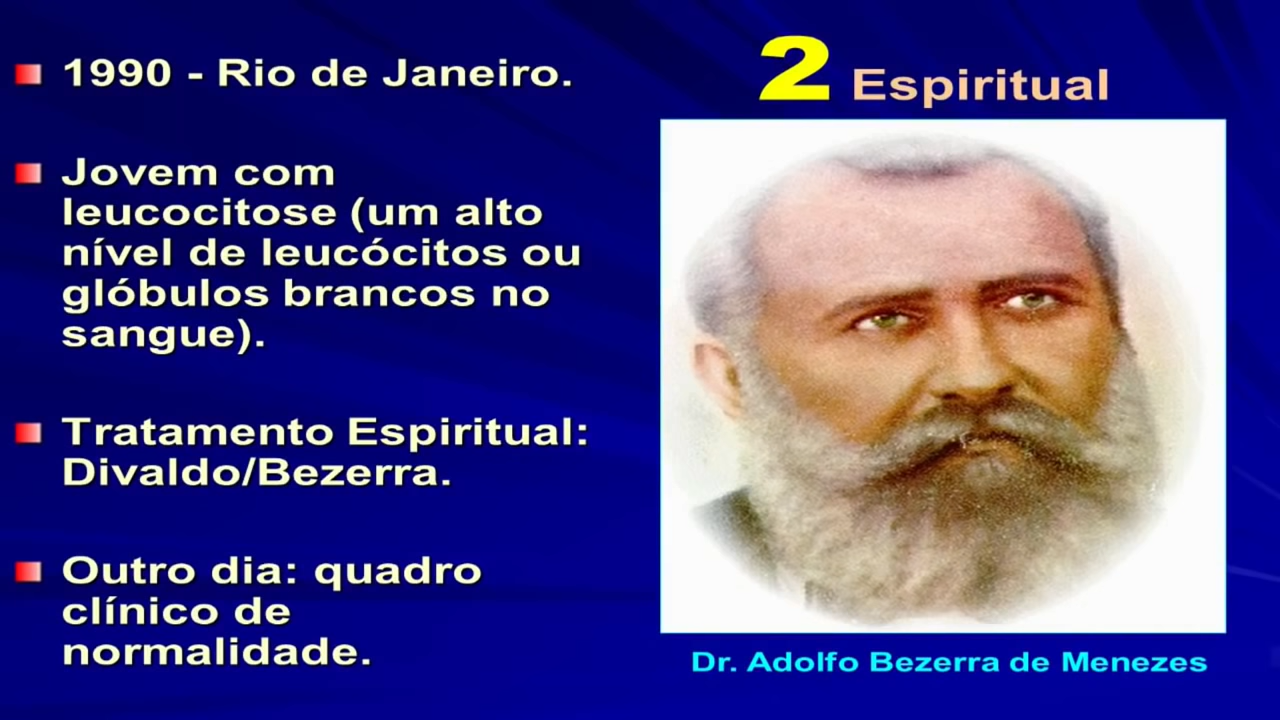 1990 - Rio de Janeiro.
Jovem com
leucocitose (um alto
nível de leucócitos ou
glóbulos brancos no
sangue).
Tratamento Espiritual:
Divaldo/Bezerra.
Outro dia: quadro
clínico de
normalidade.
2 Espiritual
Dr. Adolfo Bezerra de Menezes